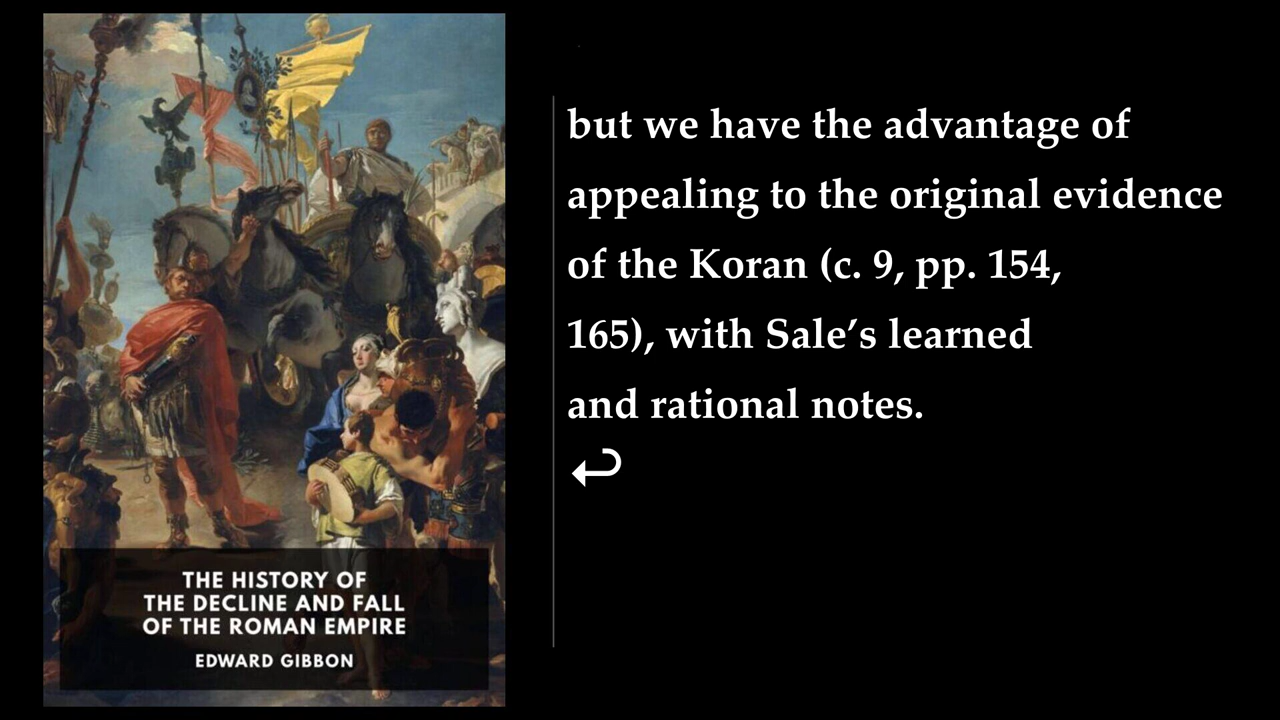 but we have the advantage of
appealing to the original evidence
of the Koran (c. 9, pp. 154,
165), with Sale’s learned
and rational notes.
↩
THE HISTORY OF
THE DECLINE AND FALL
OF THE ROMAN EMPIRE
EDWARD GIBBON